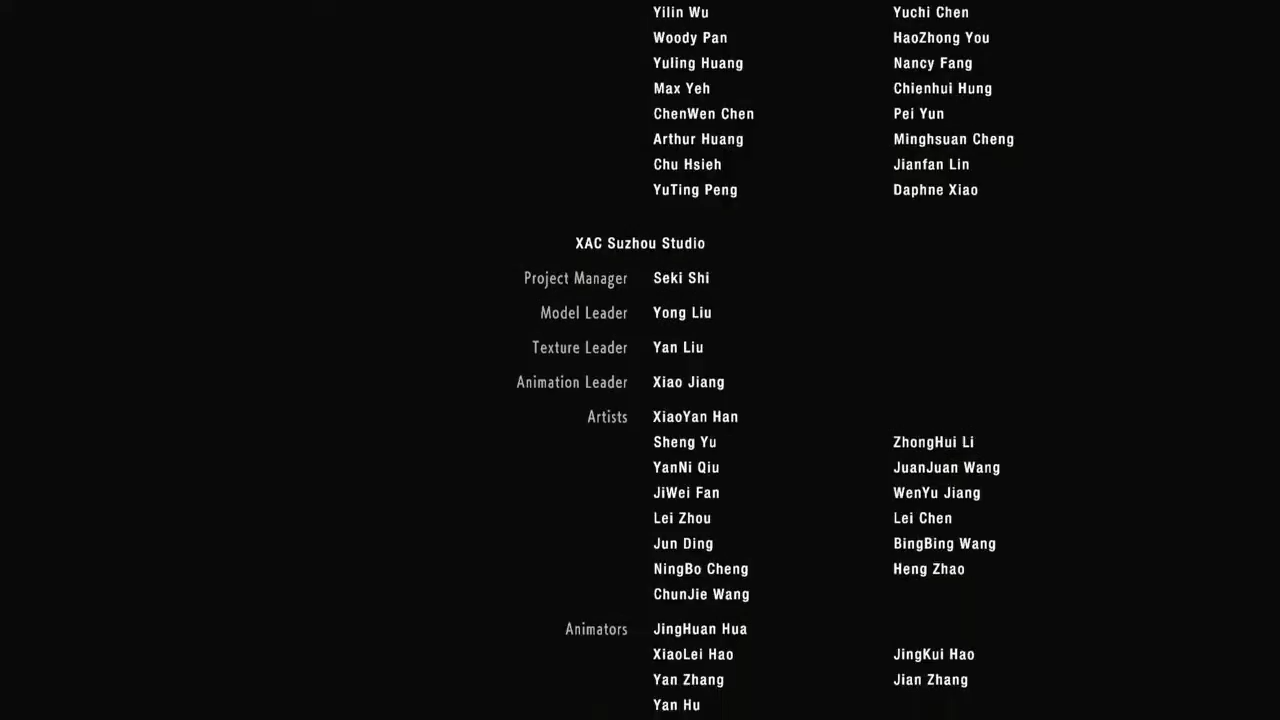 Yilin Wu Yuchi Chen
Woody Pan HaoZhong You
Yuling Huang Nancy Fang
Max Yeh Chienhui Hung
ChenWen Chen Pei Yun
Arthur Huang Minghsuan Cheng
Chu Hsieh Jianfan Lin
YuTing Peng Daphne Xiao
XAC Suzhou Studio
Project Manager Seki Shi
Model Leader Yong Liu
Texture Leader Yan Liu
Animation Leader Xiao Jiang
Artists XiaoYan Han
Sheng Yu ZhongHui Li
YanNi Qiu JuanJuan Wang
JiWei Fan WenYu Jiang
Lei Zhou Lei Chen
Jun Ding BingBing Wang
NingBo Cheng Heng Zhao
ChunJie Wang
Animators JingHuan Hua
XiaoLei Hao JingKui Hao
Yan Zhang Jian Zhang
Yan Hu